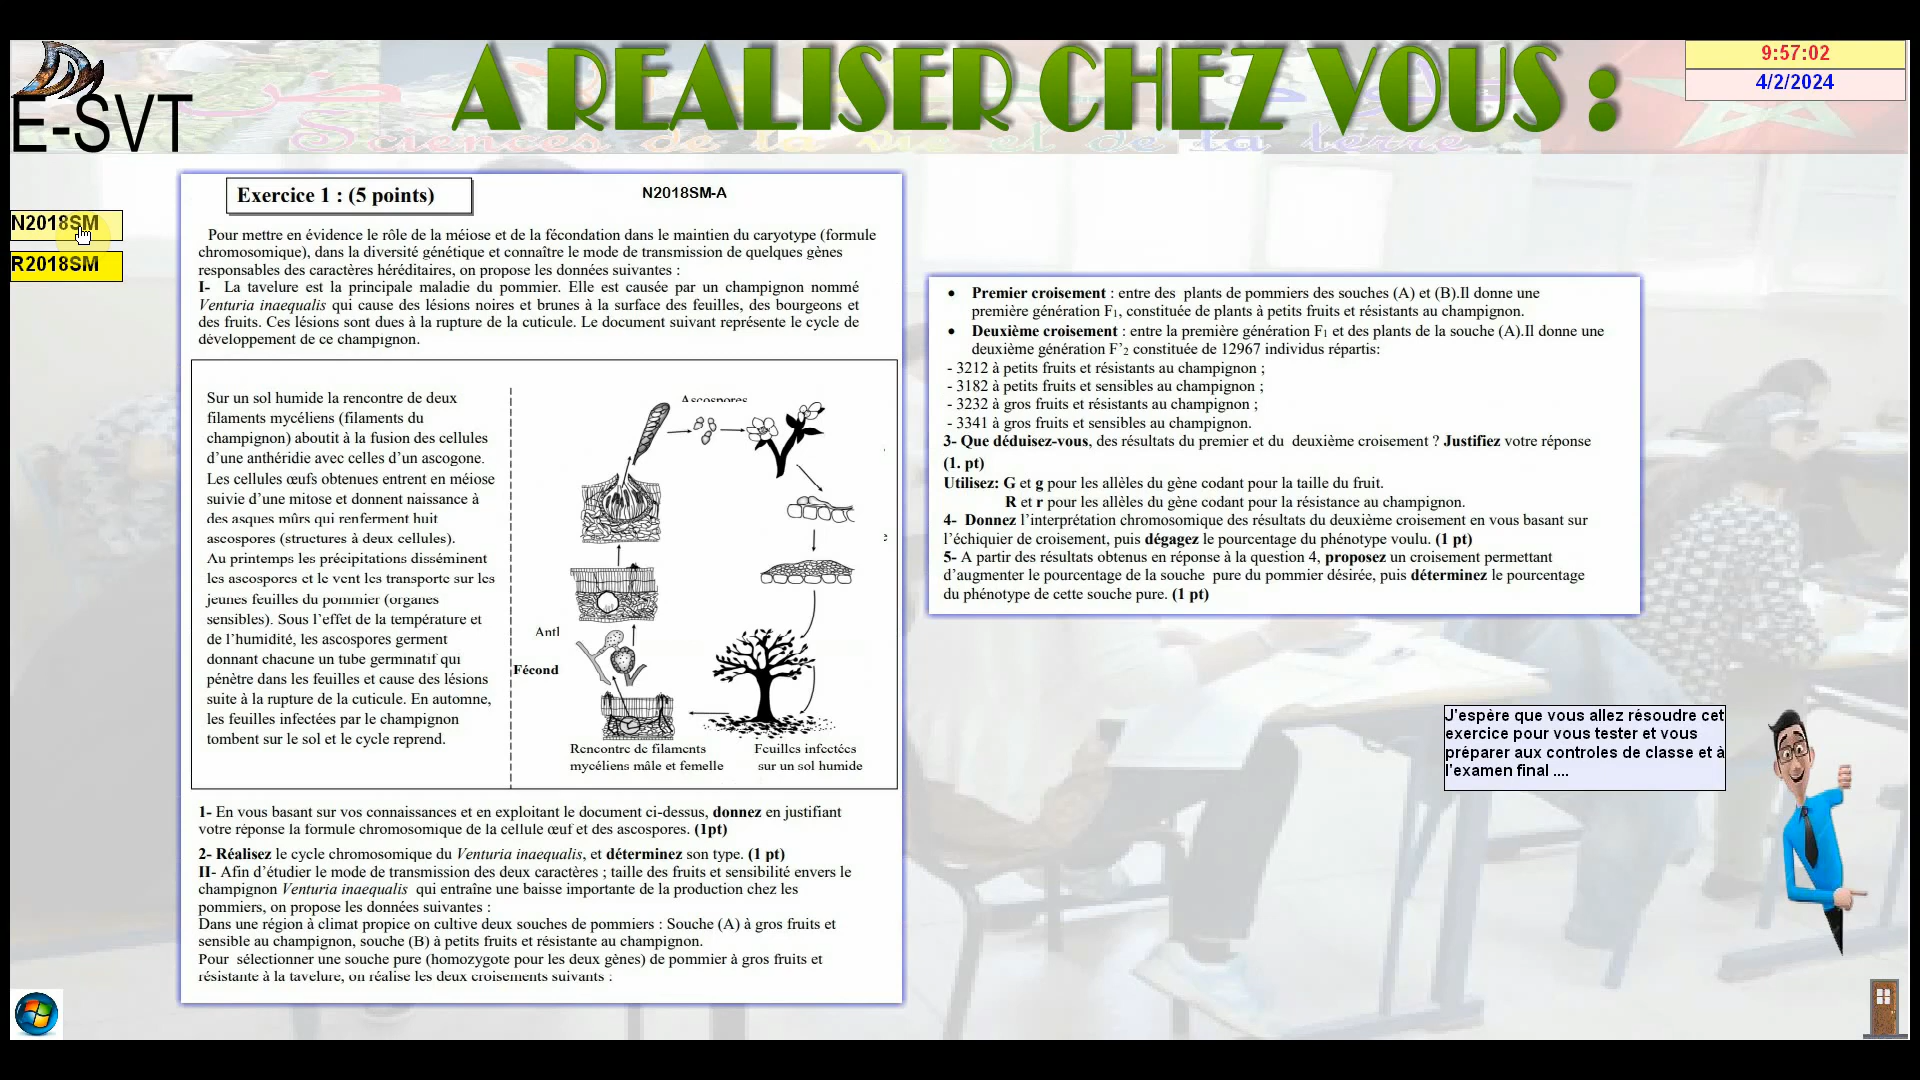 A REALISER CHEZ VOUS :
9:57:02
4/2/2024
E-SVT
Sciences de la vie et de la terre
N2018SM
R2018SM
Exercice 1 : (5 points)
N2018SM-A
Pour mettre en évidence le rôle de la méiose et de la fécondation dans le maintien du caryotype (formule
chromosomique), dans la diversité génétique et connaître le mode de transmission de quelques gènes
responsables des caractères héréditaires, on propose les données suivantes :
I- La tavelure est la principale maladie du pommier. Elle est causée par un champignon nommé
Venturia inaequalis qui cause des lésions noires et brunes à la surface des feuilles, des bourgeons et
des fruits. Ces lésions sont dues à la rupture de la cuticule. Le document suivant représente le cycle de
développement de ce champignon.
Sur un sol humide la rencontre de deux
filaments mycéliens (filaments du
champignon) aboutit à la fusion des cellules
d'une anthéridie avec celles d'un ascogone.
Les cellules œufs obtenues entrent en méiose
suivie d'une mitose et donnent naissance à
des asques mûrs qui renferment huit
ascospores (structures à deux cellules).
Au printemps les précipitations disséminent
les ascospores et le vent les transporte sur les
jeunes feuilles du pommier (organes
sensibles). Sous l'effet de la température et
de l'humidité, les ascospores germent
donnant chacune un tube germinatif qui
pénètre dans les feuilles et cause des lésions
suite à la rupture de la cuticule. En automne,
les feuilles infectées par le champignon
tombent sur le sol et le cycle reprend.
Ascospores
Antl
Fécond
e
Rencontre de filaments
mycéliens mâle et femelle
Feuilles infectées
sur un sol humide
1- En vous basant sur vos connaissances et en exploitant le document ci-dessus, donnez en justifiant
votre réponse la formule chromosomique de la cellule œuf et des ascospores. (1pt)
2- Réalisez le cycle chromosomique du Venturia inaequalis, et déterminez son type. (1 pt)
II- Afin d'étudier le mode de transmission des deux caractères ; taille des fruits et sensibilité envers le
champignon Venturia inaequalis qui entraîne une baisse importante de la production chez les
pommiers, on propose les données suivantes :
Dans une région à climat propice on cultive deux souches de pommiers : Souche (A) à gros fruits et
sensible au champignon, souche (B) à petits fruits et résistante au champignon.
Pour sélectionner une souche pure (homozygote pour les deux gènes) de pommier à gros fruits et
résistante à la tavelure, on réalise les deux croisements suivants :
• Premier croisement : entre des plants de pommiers des souches (A) et (B).Il donne une
première génération F1, constituée de plants à petits fruits et résistants au champignon.
• Deuxième croisement : entre la première génération F1 et des plants de la souche (A).Il donne une
deuxième génération F'2 constituée de 12967 individus répartis:
- 3212 à petits fruits et résistants au champignon ;
- 3182 à petits fruits et sensibles au champignon ;
- 3232 à gros fruits et résistants au champignon ;
- 3341 à gros fruits et sensibles au champignon.
3- Que déduisez-vous, des résultats du premier et du deuxième croisement ? Justifiez votre réponse
(1. pt)
Utilisez: G et g pour les allèles du gène codant pour la taille du fruit.
R et r pour les allèles du gène codant pour la résistance au champignon.
4- Donnez l'interprétation chromosomique des résultats du deuxième croisement en vous basant sur
l'échiquier de croisement, puis dégagez le pourcentage du phénotype voulu. (1 pt)
5- A partir des résultats obtenus en réponse à la question 4, proposez un croisement permettant
d'augmenter le pourcentage de la souche pure du pommier désirée, puis déterminez le pourcentage
du phénotype de cette souche pure. (1 pt)
J'espère que vous allez résoudre cet
exercice pour vous tester et vous
préparer aux controles de classe et à
l'examen final ....